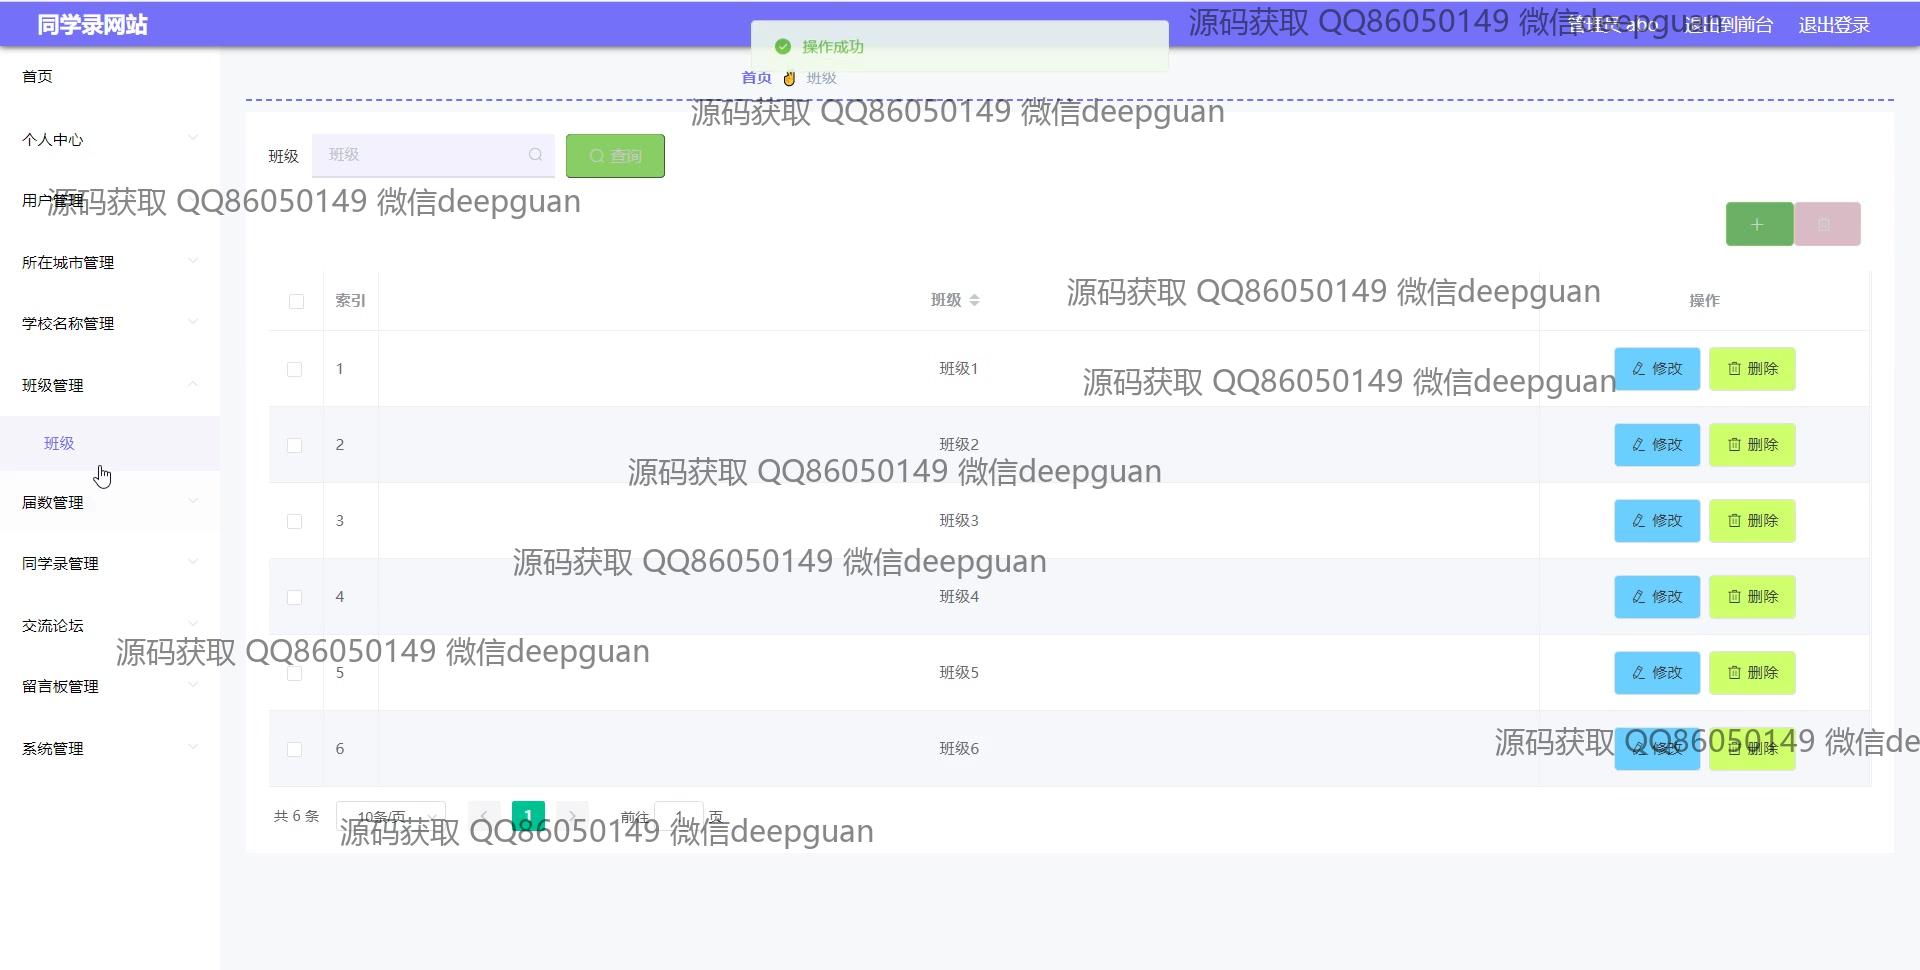 同学录网站
操作成功
源码获取 QQ86050149 微信deepguan
管理员 abo
退出到前台
退出登录
首页
首页
班级
源码获取 QQ86050149 微信deepguan
个人中心
班级
班级
查询
用户管理
源码获取 QQ86050149 微信deepguan
所在城市管理
索引
班级
操作
源码获取 QQ86050149 微信deepguan
学校名称管理
1
班级1
修改
删除
源码获取 QQ86050149 微信deepguan
班级管理
班级
2
班级2
修改
删除
源码获取 QQ86050149 微信deepguan
届数管理
3
班级3
修改
删除
同学录管理
源码获取 QQ86050149 微信deepguan
4
班级4
修改
删除
交流论坛
源码获取 QQ86050149 微信deepguan
5
班级5
修改
删除
留言板管理
系统管理
6
班级6
修改
删除
源码获取 QQ86050149 微信de
共 6 条
10条/页
1
前往
1
页
源码获取 QQ86050149 微信deepguan